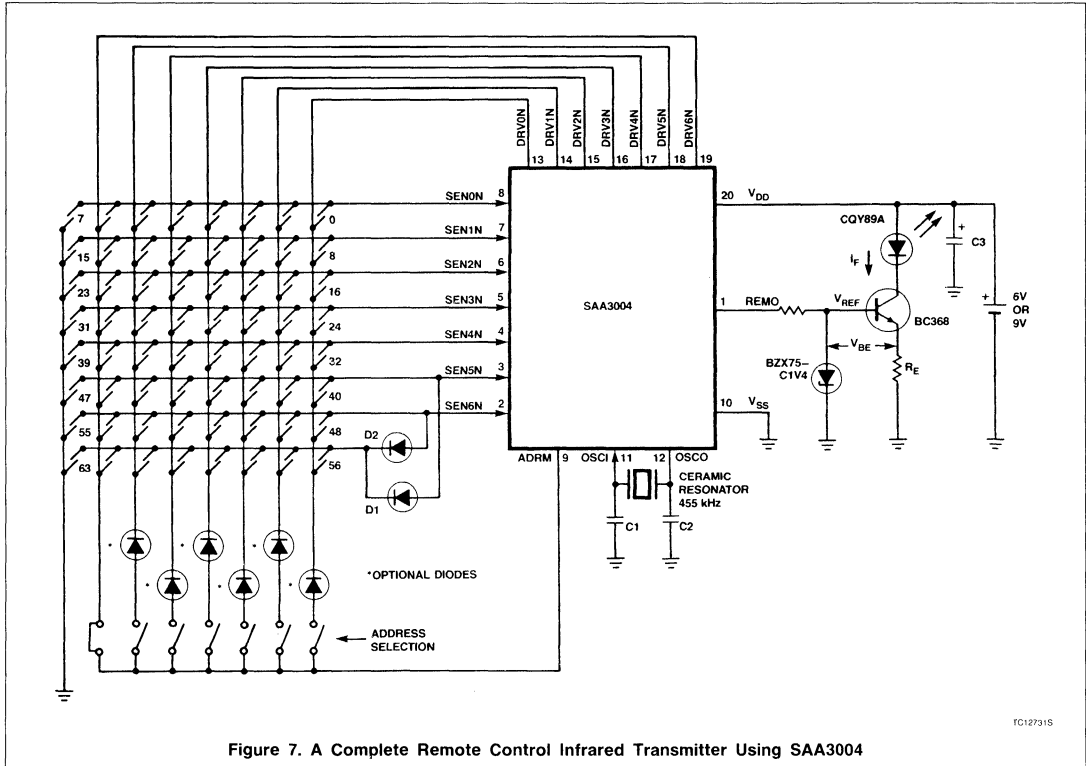 DRV0N
DRV1N
DRV2N
DRV3N
DRV4N
DRV5N
DRV6N
13 14 15 16 17 18 19
SEN0N 8
SEN1N 7
SEN2N 6
SEN3N 5
SEN4N 4
SEN5N 3
SEN6N 2
7 0
15 8
23 16
31 24
39 32
47 40
55 48
63 56
SAA3004
20 VDD
CQY89A
IF
C3
1 REMO
VREF
BC368
6V
OR
9V
VBE
BZX75–
C1V4
RE
10 VSS
D2
D1
ADRM 9 OSCI 11 12 OSCO
CERAMIC
RESONATOR
455 kHz
C1 C2
* * *
* * *
*OPTIONAL DIODES
ADDRESS
SELECTION
TC12731S
Figure 7. A Complete Remote Control Infrared Transmitter Using SAA3004